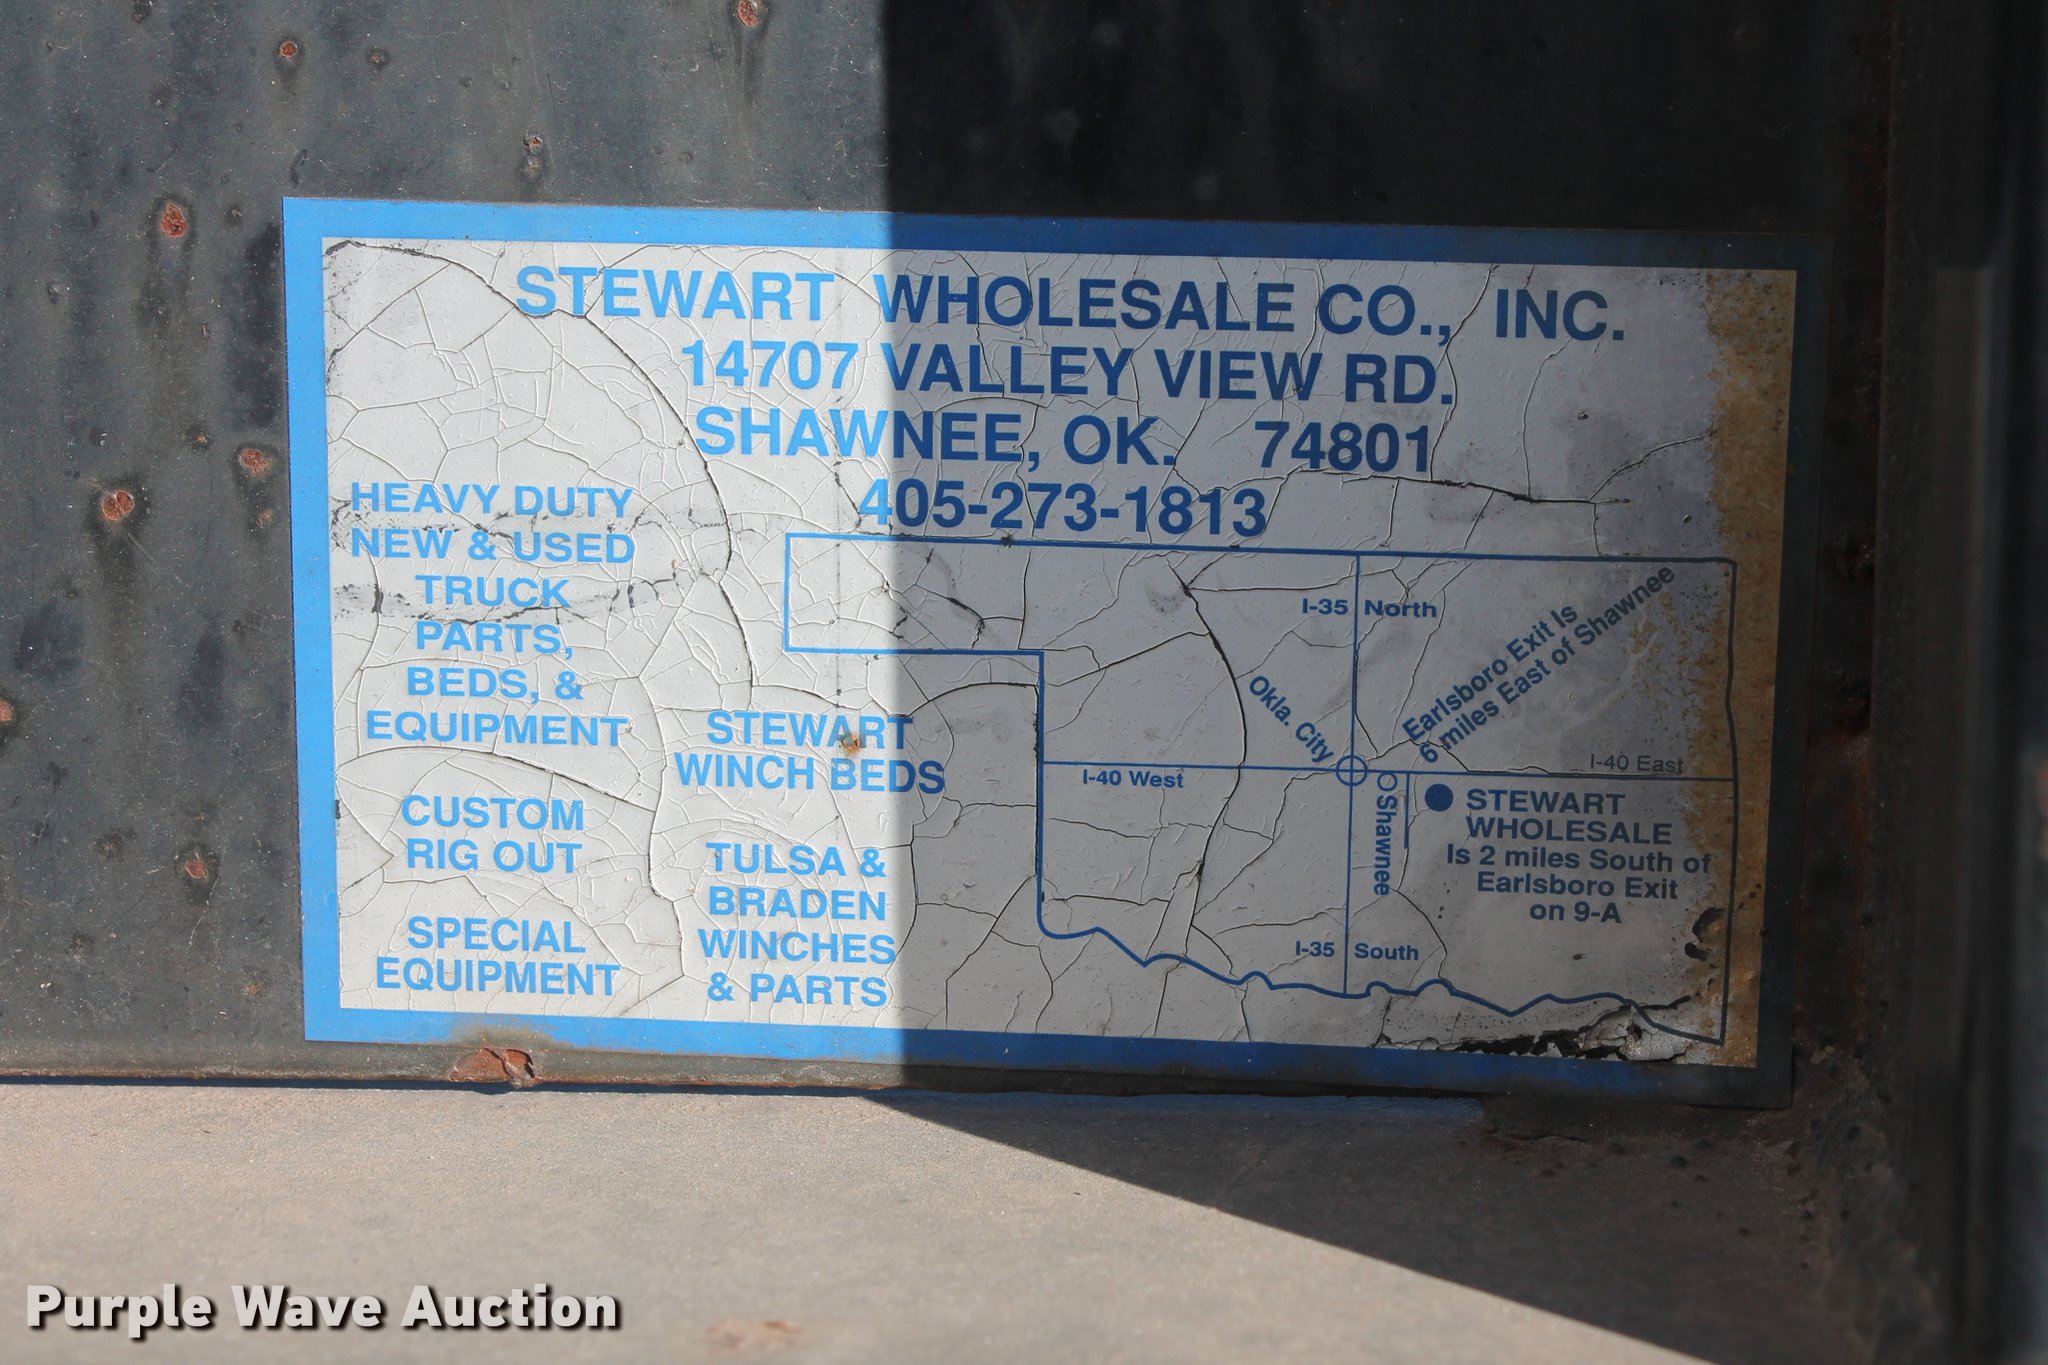 STEWART WHOLESALE CO., INC.
14707 VALLEY VIEW RD.
SHAWNEE, OK. 74801
405-273-1813
HEAVY DUTY
NEW & USED
TRUCK
PARTS,
BEDS, &
EQUIPMENT
CUSTOM
RIG OUT
SPECIAL
EQUIPMENT
STEWART
WINCH BEDS
TULSA &
BRADEN
WINCHES
& PARTS
I-35 North
Okla. City
Earlsboro Exit Is
6 miles East of Shawnee
I-40 West
I-40 East
Shawnee
STEWART
WHOLESALE
Is 2 miles South of
Earlsboro Exit
on 9-A
I-35 South
Purple Wave Auction